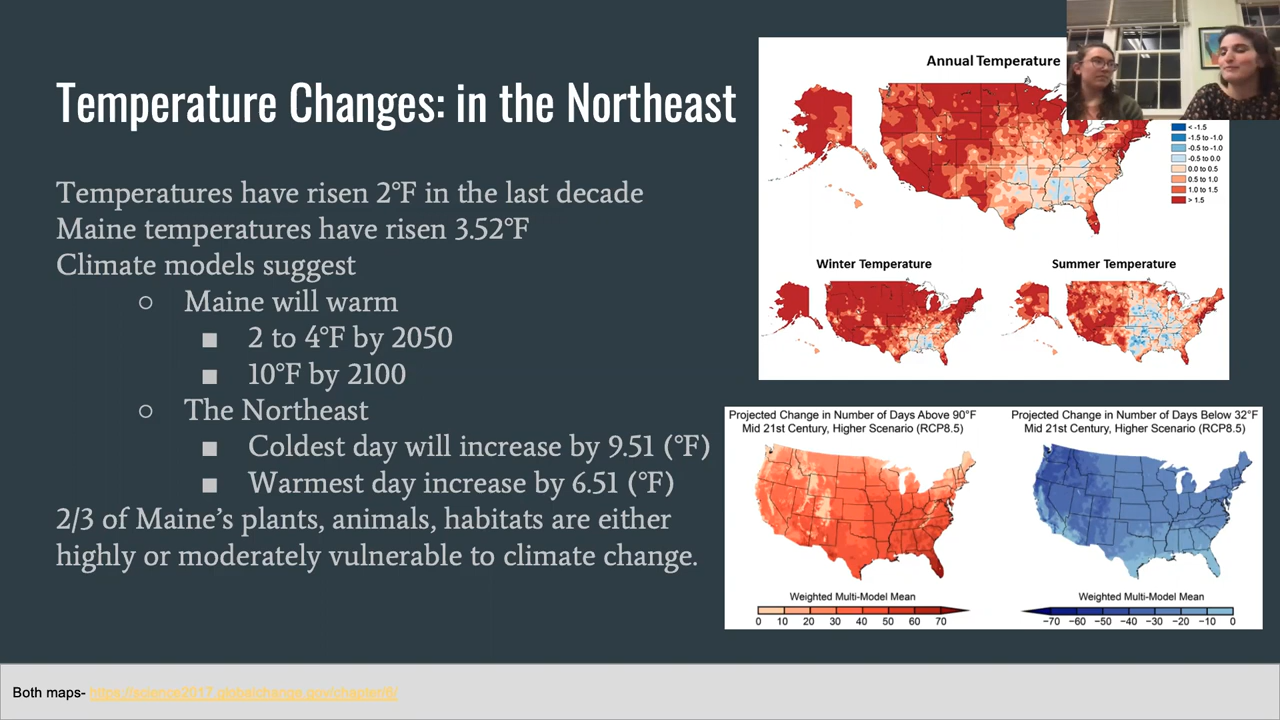 Temperature Changes: in the Northeast
Temperatures have risen 2°F in the last decade
Maine temperatures have risen 3.52°F
Climate models suggest
○ Maine will warm
■ 2 to 4°F by 2050
■ 10°F by 2100
○ The Northeast
■ Coldest day will increase by 9.51 (°F)
■ Warmest day increase by 6.51 (°F)
2/3 of Maine's plants, animals, habitats are either
highly or moderately vulnerable to climate change.
Annual Temperature
< -1.5
-1.5 to -1.0
-0.5 to -1.0
-0.5 to 0.0
0.0 to 0.5
0.5 to 1.0
1.0 to 1.5
> 1.5
Winter Temperature
Summer Temperature
Projected Change in Number of Days Above 90°F
Mid 21st Century, Higher Scenario (RCP8.5)
Weighted Multi-Model Mean
0 10 20 30 40 50 60 70
Projected Change in Number of Days Below 32°F
Mid 21st Century, Higher Scenario (RCP8.5)
Weighted Multi-Model Mean
-70 -60 -50 -40 -30 -20 -10 0
Both maps- https://science2017.globalchange.gov/chapter/6/